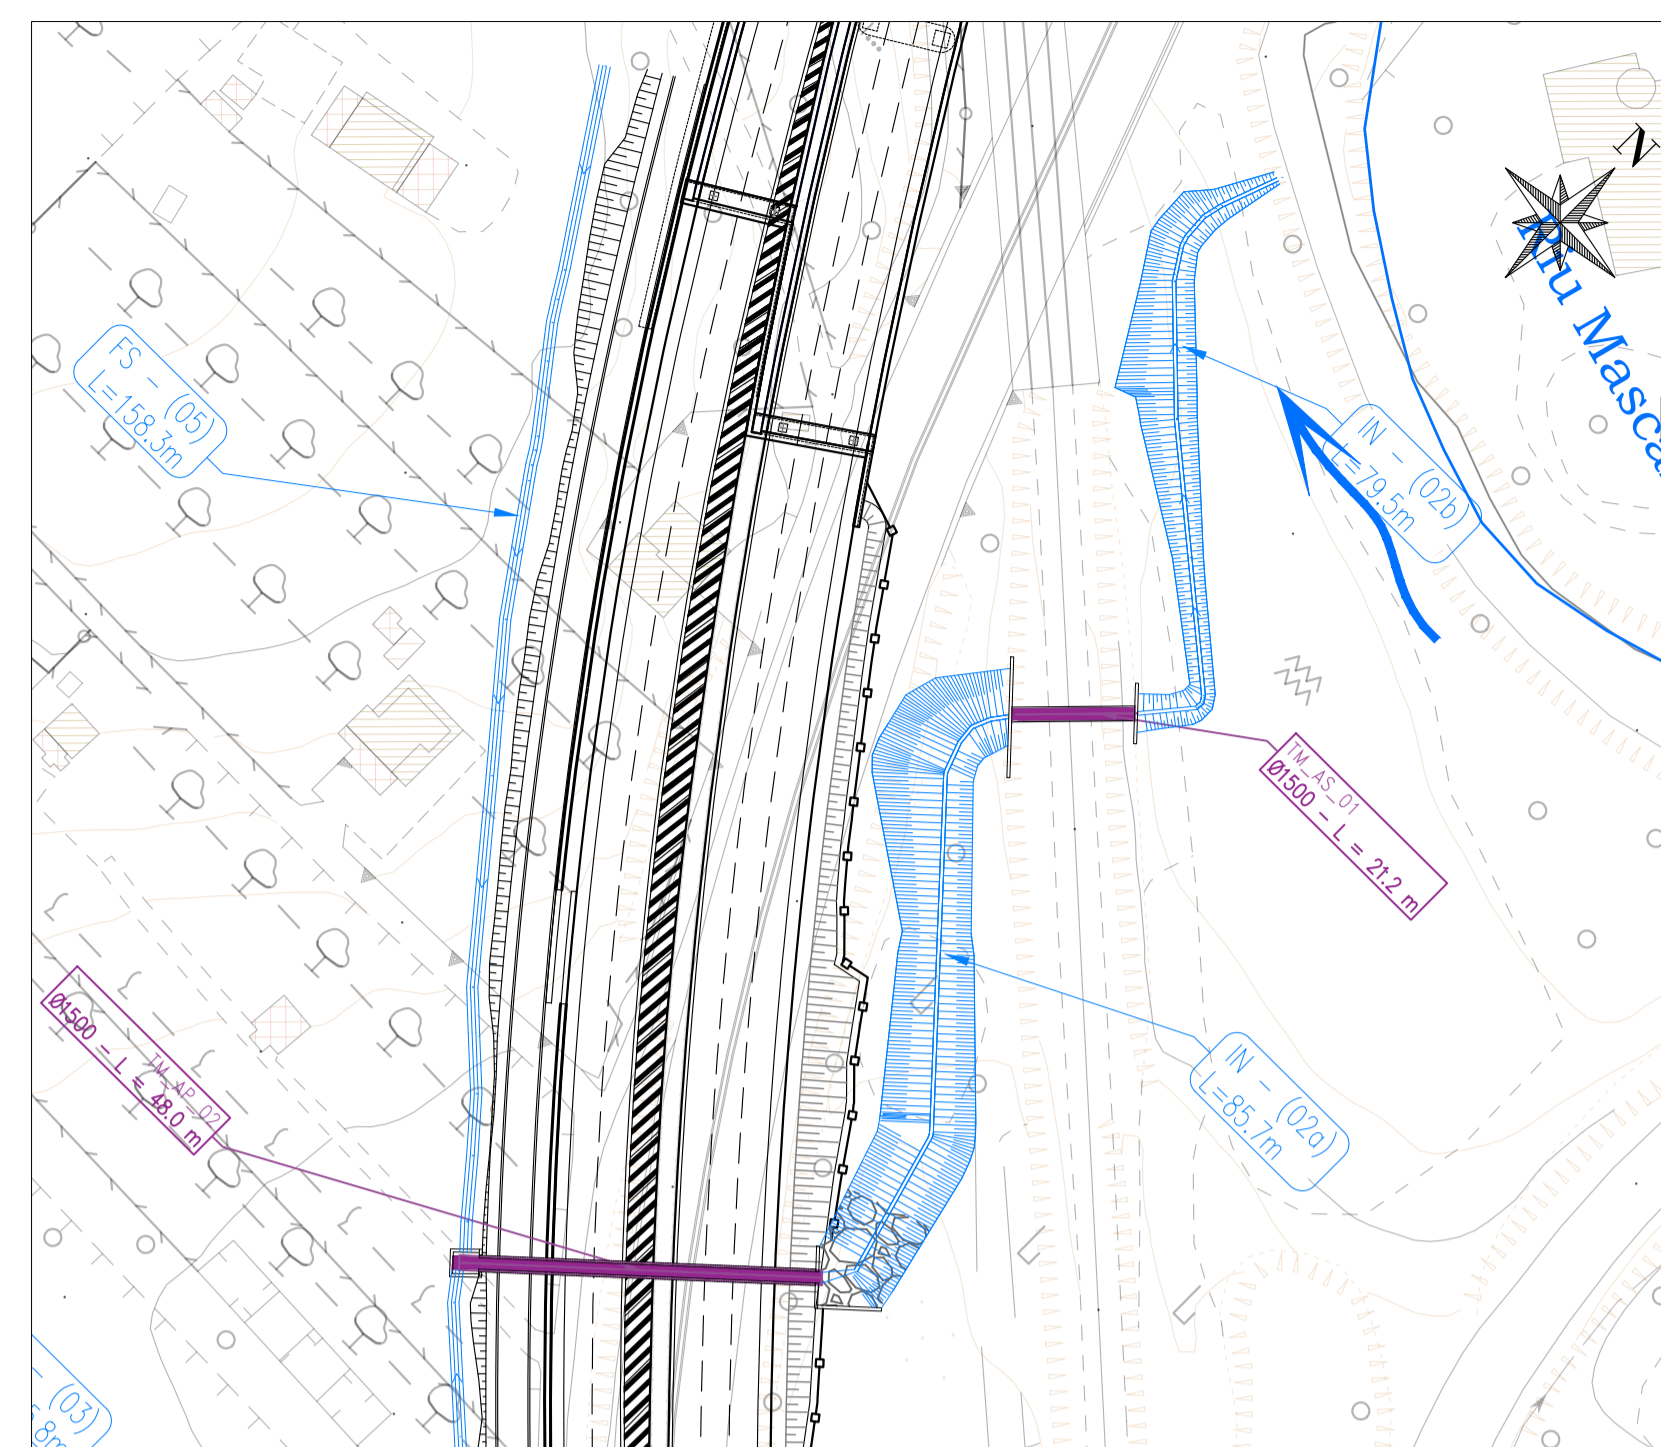 N
Riu Masca
FS - (05)
L=158.3m
IN - (02b)
L=79.5m
TM_AS_01
Ø1500 - L = 21.2 m
TM_AP_02
Ø1500 - L = 48.0 m
IN - (02a)
L=85.7m
- (03)
.8m